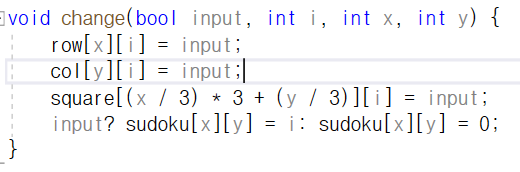 void change(bool input, int i, int x, int y) {
row[x][i] = input;
col[y][i] = input;
square[(x / 3) * 3 + (y / 3)][i] = input;
input? sudoku[x][y] = i: sudoku[x][y] = 0;
}